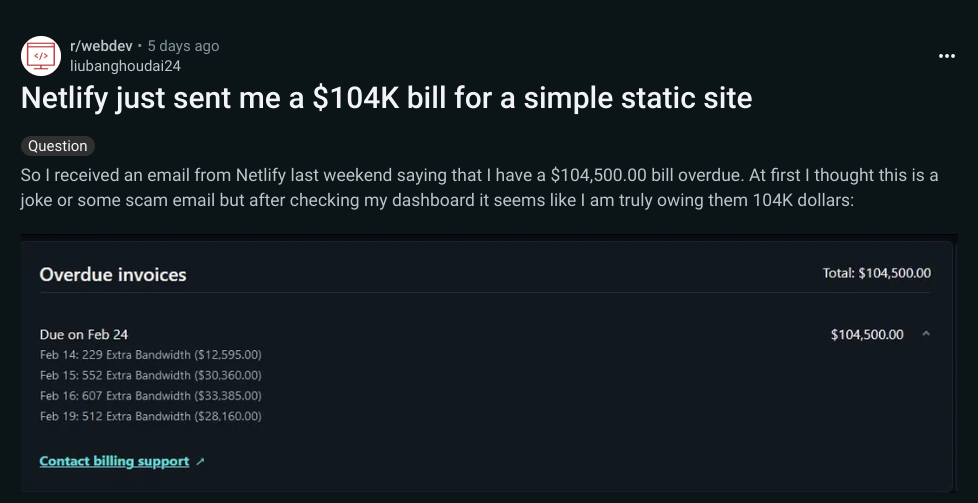 r/webdev • 5 days ago
liubanghoudai24
Netlify just sent me a $104K bill for a simple static site
Question
So I received an email from Netlify last weekend saying that I have a $104,500.00 bill overdue. At first I thought this is a
joke or some scam email but after checking my dashboard it seems like I am truly owing them 104K dollars:
Overdue invoices Total: $104,500.00
Due on Feb 24 $104,500.00
Feb 14: 229 Extra Bandwidth ($12,595.00)
Feb 15: 552 Extra Bandwidth ($30,360.00)
Feb 16: 607 Extra Bandwidth ($33,385.00)
Feb 19: 512 Extra Bandwidth ($28,160.00)
Contact billing support ↗